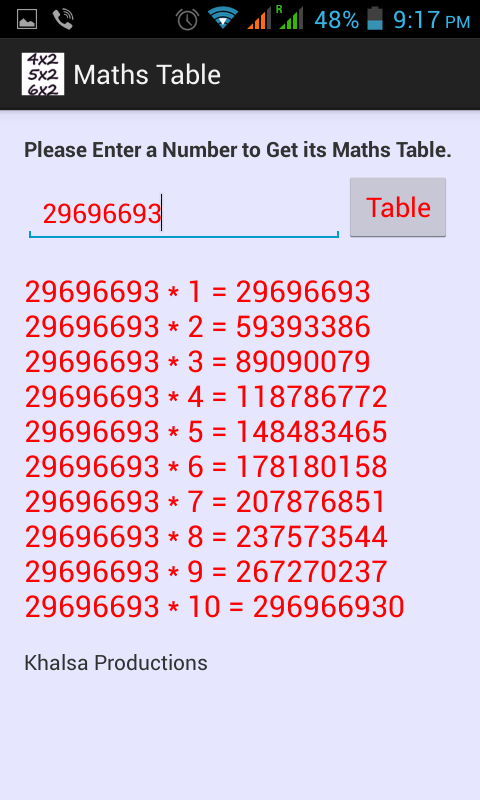 R 48% 9:17 PM
4x2
5x2
6x2
Maths Table
Please Enter a Number to Get its Maths Table.
29696693
Table
29696693 * 1 = 29696693
29696693 * 2 = 59393386
29696693 * 3 = 89090079
29696693 * 4 = 118786772
29696693 * 5 = 148483465
29696693 * 6 = 178180158
29696693 * 7 = 207876851
29696693 * 8 = 237573544
29696693 * 9 = 267270237
29696693 * 10 = 296966930
Khalsa Productions